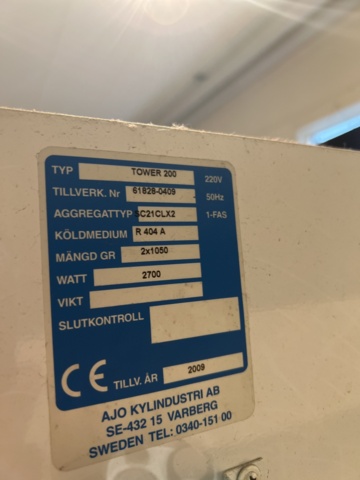 TYP TOWER 200 220V
TILLVERK. Nr 61828-0409 50Hz
AGGREGATTYP SC21CLX2 1-FAS
KÖLDMEDIUM R 404 A
MÄNGD GR 2x1050
WATT 2700
VIKT
SLUTKONTROLL
CE TILLV. ÅR 2009
AJO KYLINDUSTRI AB
SE-432 15 VARBERG
SWEDEN TEL: 0340-151 00